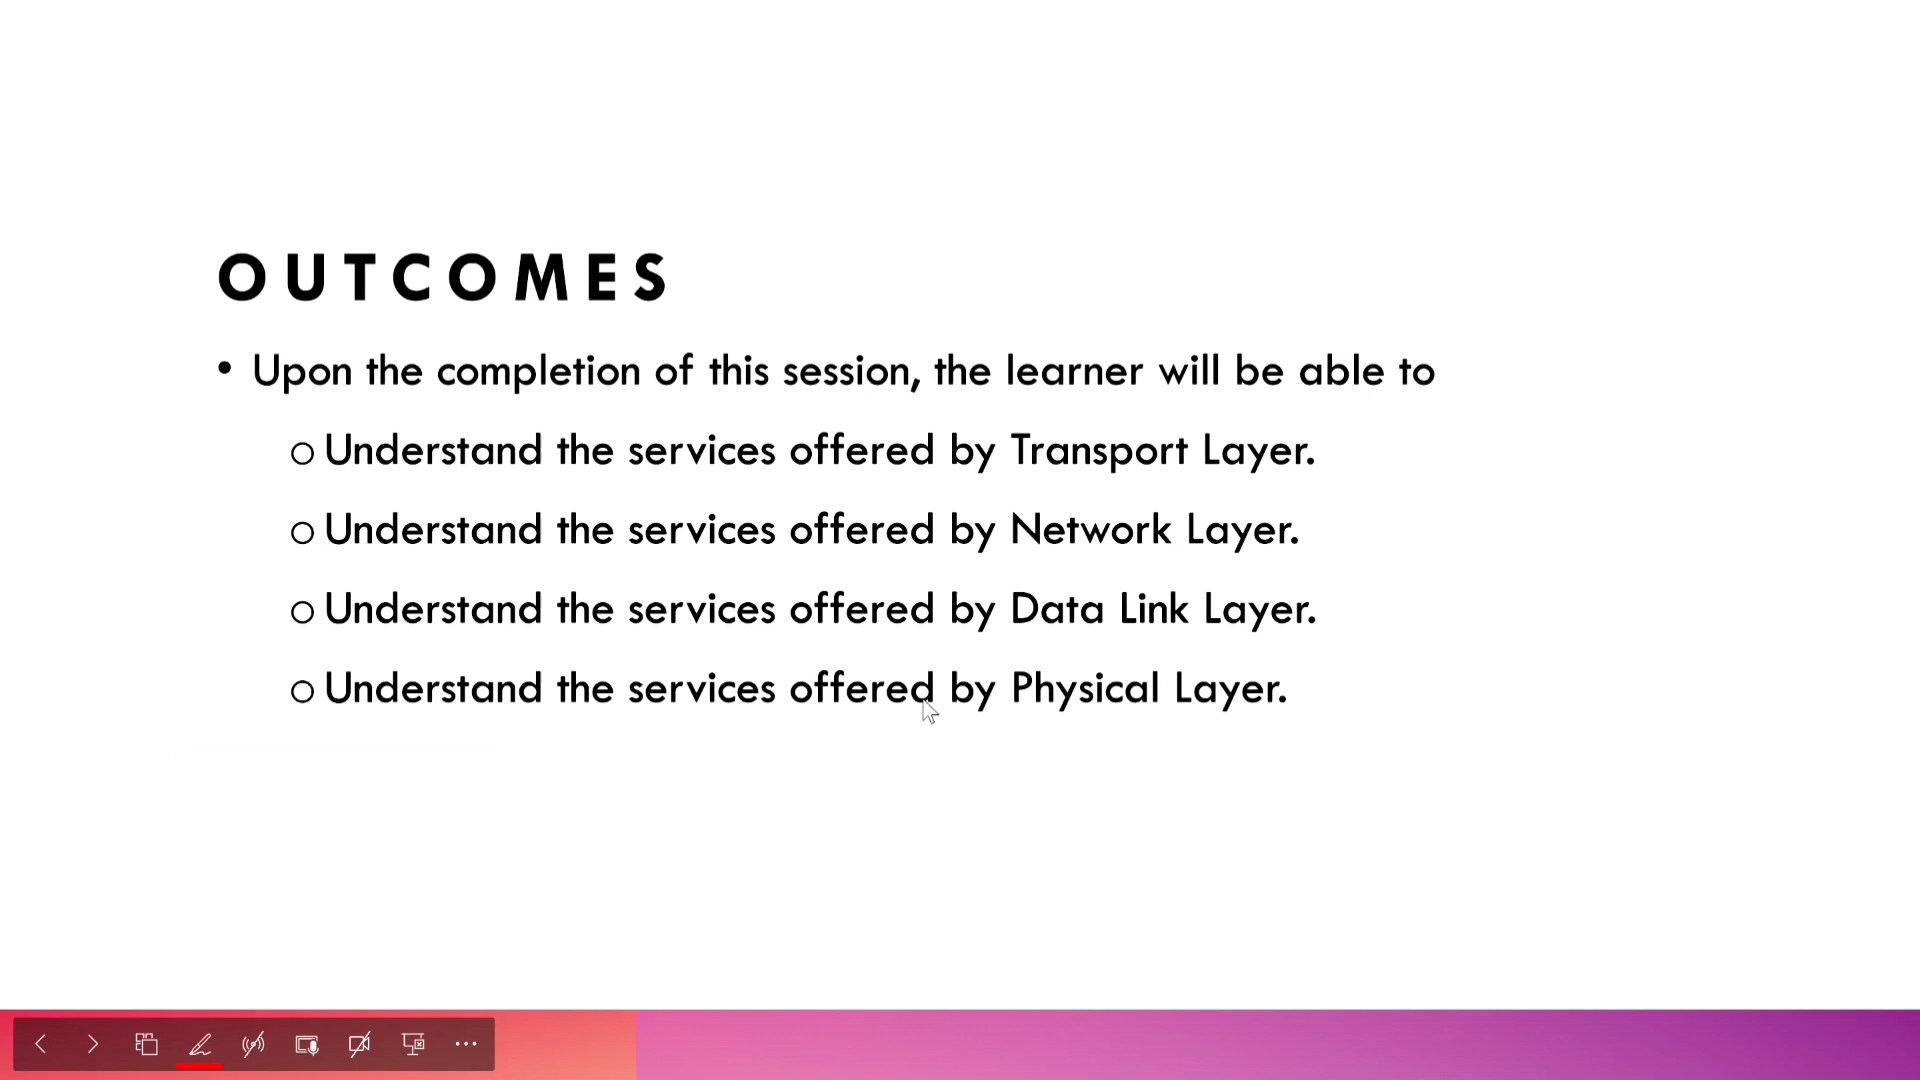 OUTCOMES
• Upon the completion of this session, the learner will be able to
o Understand the services offered by Transport Layer.
o Understand the services offered by Network Layer.
o Understand the services offered by Data Link Layer.
o Understand the services offered by Physical Layer.